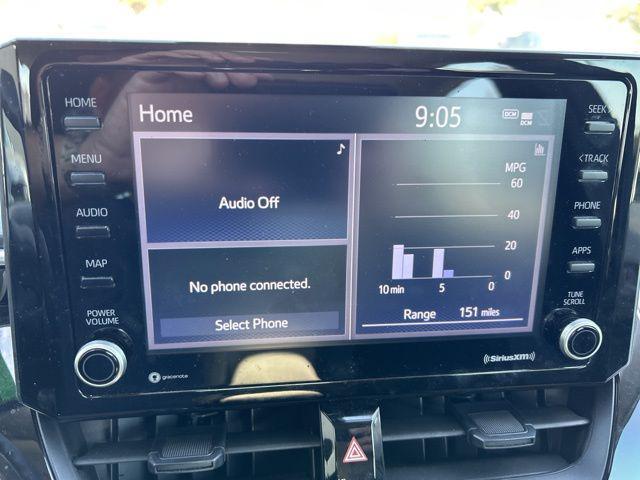 HOME
MENU
AUDIO
MAP
POWER
VOLUME
gracenote
Home
9:05
DCM
DCM
Audio Off
No phone connected.
Select Phone
MPG
60
40
20
0
10 min 5 0
Range 151 miles
SEEK>
<TRACK
PHONE
APPS
TUNE
SCROLL
((SiriusXM))